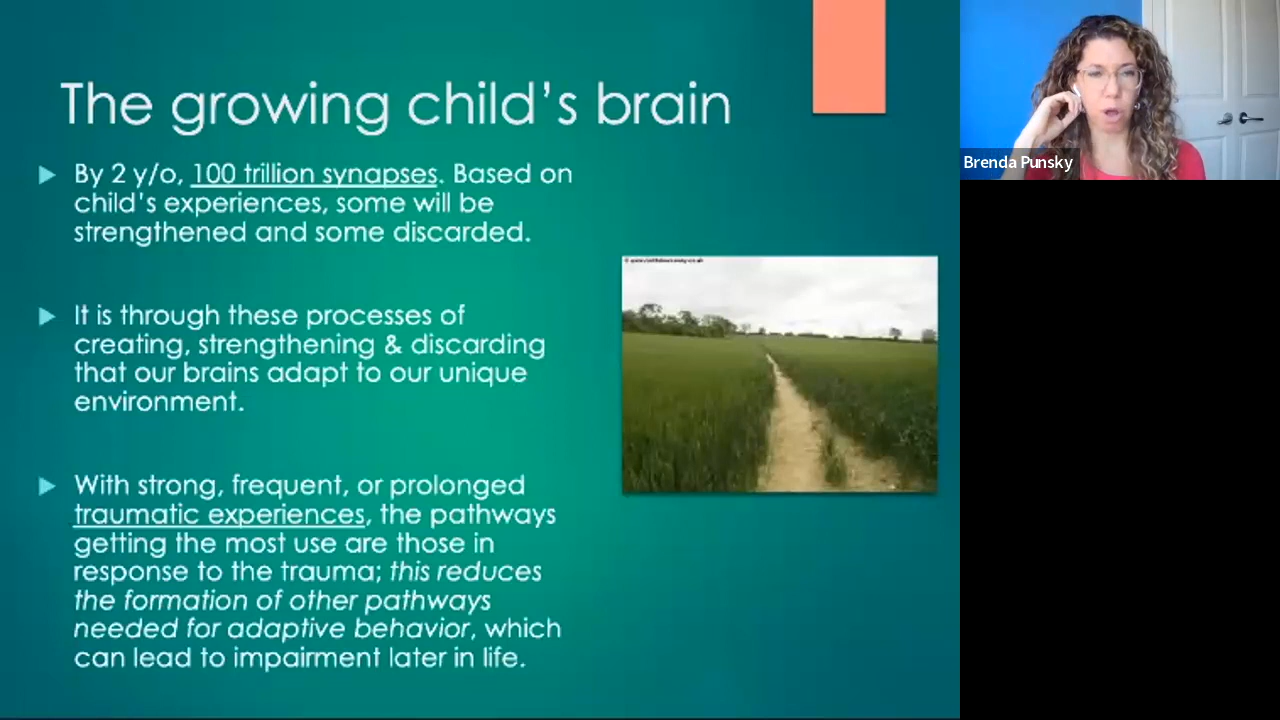 The growing child's brain
By 2 y/o, 100 trillion synapses. Based on
child's experiences, some will be
strengthened and some discarded.
It is through these processes of
creating, strengthening & discarding
that our brains adapt to our unique
environment.
With strong, frequent, or prolonged
traumatic experiences, the pathways
getting the most use are those in
response to the trauma; this reduces
the formation of other pathways
needed for adaptive behavior, which
can lead to impairment later in life.
Brenda Punsky